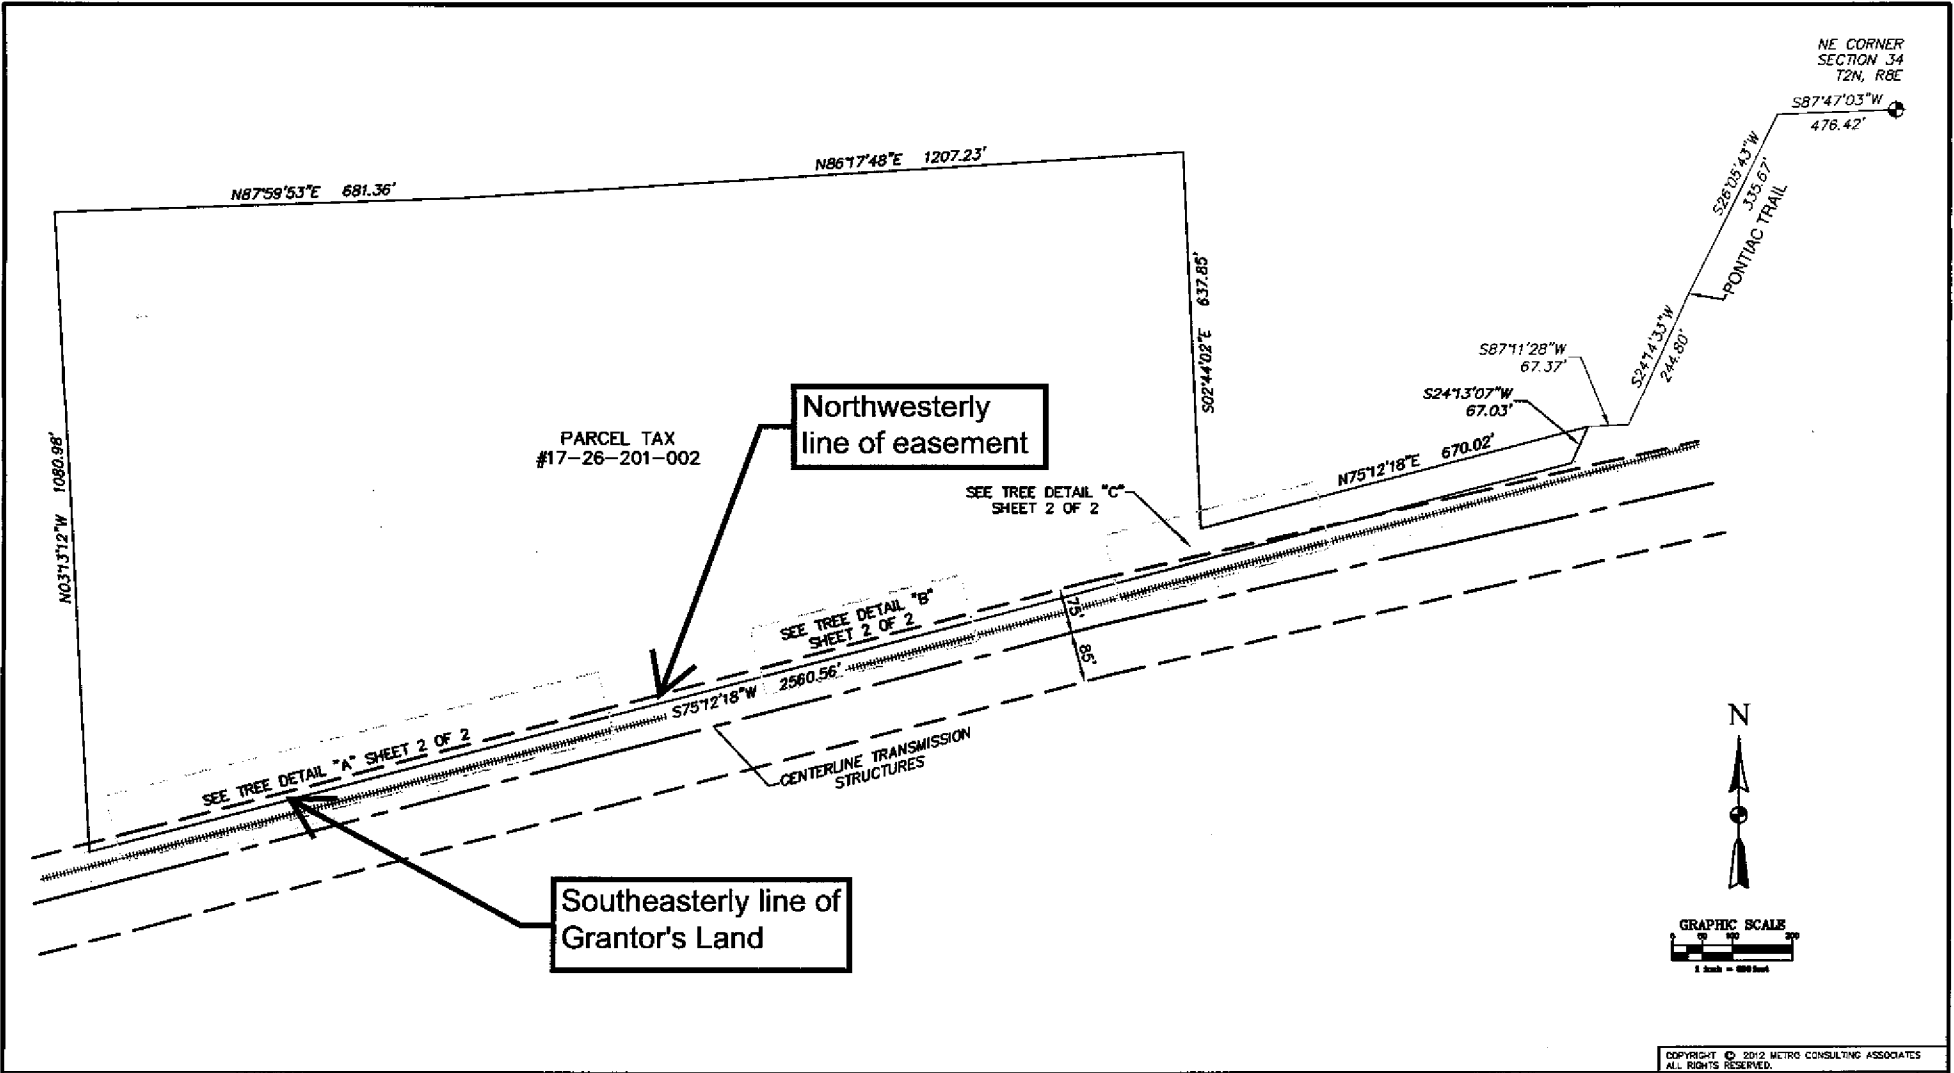 NE CORNER
SECTION 34
T2N, R8E
S87°47'03"W
476.42'
S26°05'43"W
335.67'
PONTIAC TRAIL
S24°14'33"W
244.80'
S87°11'28"W
67.37'
S24°13'07"W
67.03'
N75°12'18"E 670.02'
N86°17'48"E 1207.23'
N87°59'53"E 681.36'
S02°44'02"E 637.85'
N03°13'12"W 1080.98'
PARCEL TAX
#17-26-201-002
Northwesterly
line of easement
SEE TREE DETAIL "C"
SHEET 2 OF 2
SEE TREE DETAIL "B"
SHEET 2 OF 2
75'
85'
S75°12'18"W 2560.56'
SEE TREE DETAIL "A" SHEET 2 OF 2
CENTERLINE TRANSMISSION
STRUCTURES
Southeasterly line of
Grantor's Land
N
GRAPHIC SCALE
0
200
COPYRIGHT © 2012 METRO CONSULTING ASSOCIATES
ALL RIGHTS RESERVED.